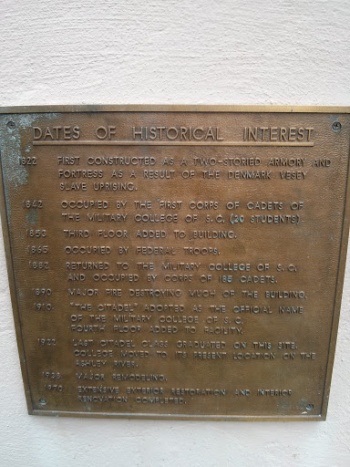 DATES OF HISTORICAL INTEREST
1822 FIRST CONSTRUCTED AS A TWO-STORIED ARMORY AND
FORTRESS AS A RESULT OF THE DENMARK VESEY
SLAVE UPRISING.
OCCUPIED BY THE FIRST CORPS OF CADETS OF
THE MILITARY COLLEGE OF S.C. (20 STUDENTS)
THIRD FLOOR ADDED TO BUILDING.
1865 OCCUPIED BY FEDERAL TROOPS.
1882 RETURNED TO THE MILITARY COLLEGE OF S.C.
AND OCCUPIED BY CORPS OF 185 CADETS.
MAJOR FIRE DESTROYING MUCH OF THE BUILDING.
1910 "THE CITADEL" ADOPTED AS THE OFFICIAL NAME
OF THE MILITARY COLLEGE OF S.C.
FOURTH FLOOR ADDED TO FACILITY.
1922 LAST CITADEL CLASS GRADUATED ON THIS SITE.
COLLEGE MOVED TO ITS PRESENT LOCATION ON THE
ASHLEY RIVER.
MAJOR REMODELING.
EXTENSIVE EXTERIOR RESTORATION AND INTERIOR
RENOVATION COMPLETED.